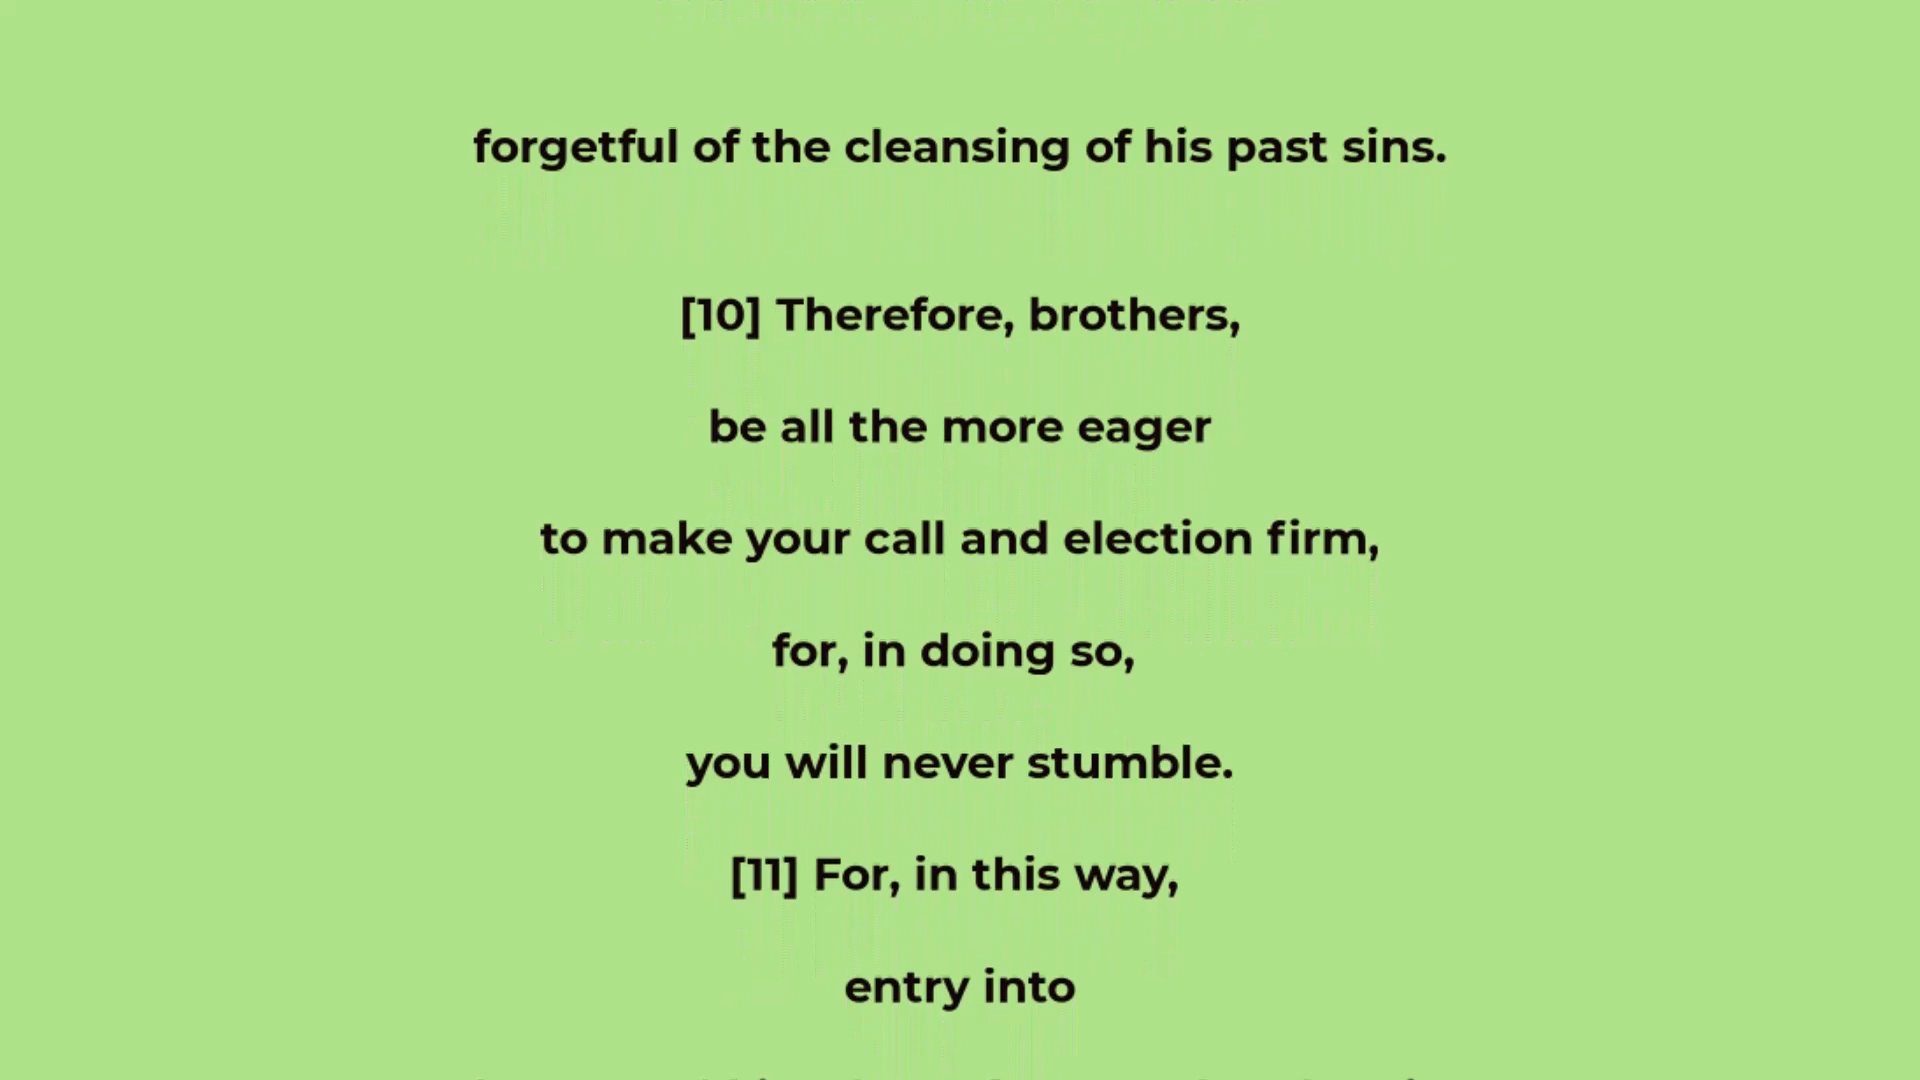 forgetful of the cleansing of his past sins.
[10] Therefore, brothers,
be all the more eager
to make your call and election firm,
for, in doing so,
you will never stumble.
[11] For, in this way,
entry into